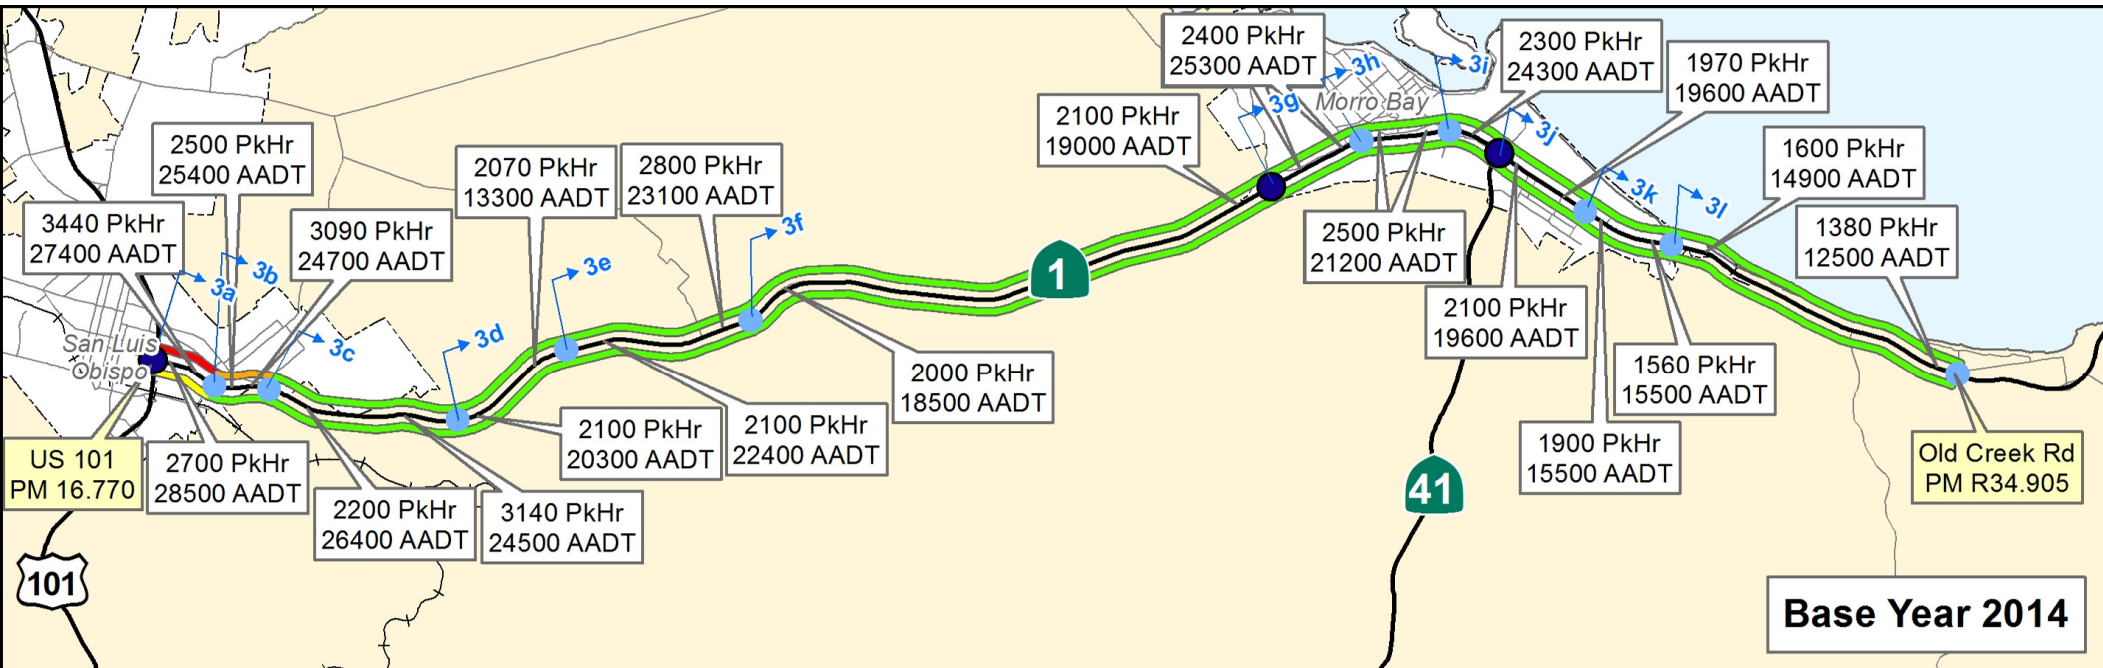 2400 PkHr
25300 AADT
3h
3i
2300 PkHr
24300 AADT
1970 PkHr
19600 AADT
3g
Morro Bay
2100 PkHr
19000 AADT
3j
2500 PkHr
25400 AADT
2070 PkHr
13300 AADT
2800 PkHr
23100 AADT
1600 PkHr
14900 AADT
3k
3l
3440 PkHr
27400 AADT
3090 PkHr
24700 AADT
3f
2500 PkHr
21200 AADT
1380 PkHr
12500 AADT
3a
3b
3e
1
3d
3c
San Luis
Obispo
2100 PkHr
19600 AADT
2000 PkHr
18500 AADT
1560 PkHr
15500 AADT
2100 PkHr
20300 AADT
2100 PkHr
22400 AADT
US 101
PM 16.770
2700 PkHr
28500 AADT
1900 PkHr
15500 AADT
Old Creek Rd
PM R34.905
41
2200 PkHr
26400 AADT
3140 PkHr
24500 AADT
101
Base Year 2014